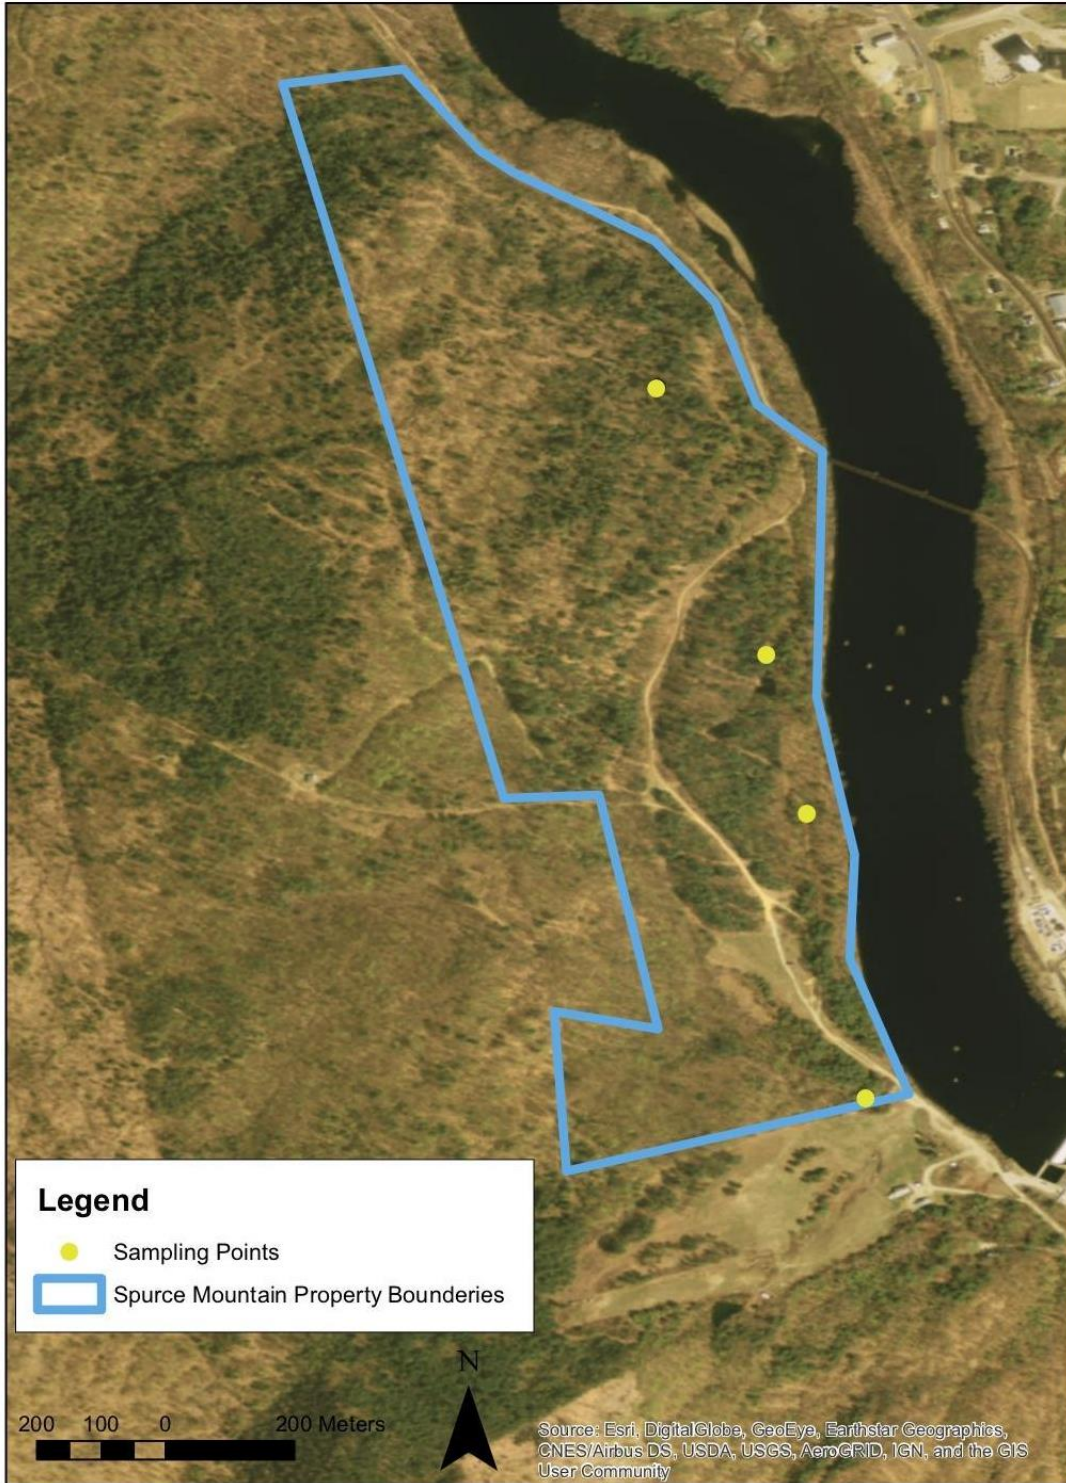 Legend
Sampling Points
Spurce Mountain Property Bounderies
N
200 100 0 200 Meters
Source: Esri, DigitalGlobe, GeoEye, Earthstar Geographics,
CNES/Airbus DS, USDA, USGS, AeroGRID, IGN, and the GIS
User Community